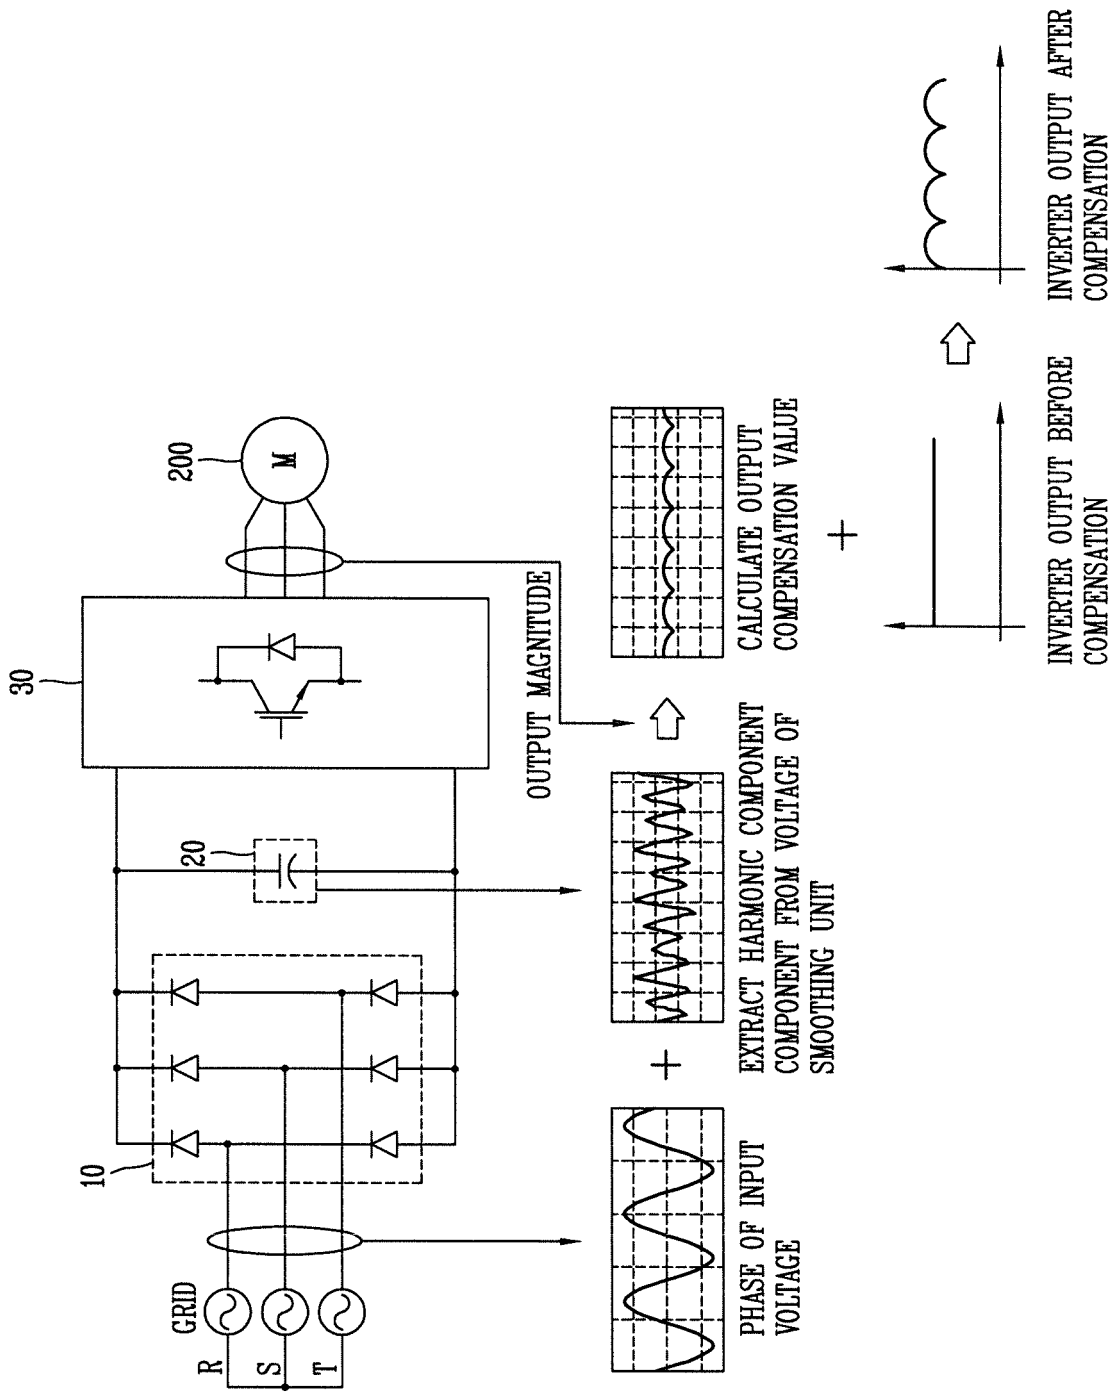 GRID
R
S
T
10
20
30
200
M
OUTPUT MAGNITUDE
PHASE OF INPUT
VOLTAGE
+
EXTRACT HARMONIC COMPONENT
COMPONENT FROM VOLTAGE OF
SMOOTHING UNIT
CALCULATE OUTPUT
COMPENSATION VALUE
+
INVERTER OUTPUT BEFORE
COMPENSATION
INVERTER OUTPUT AFTER
COMPENSATION